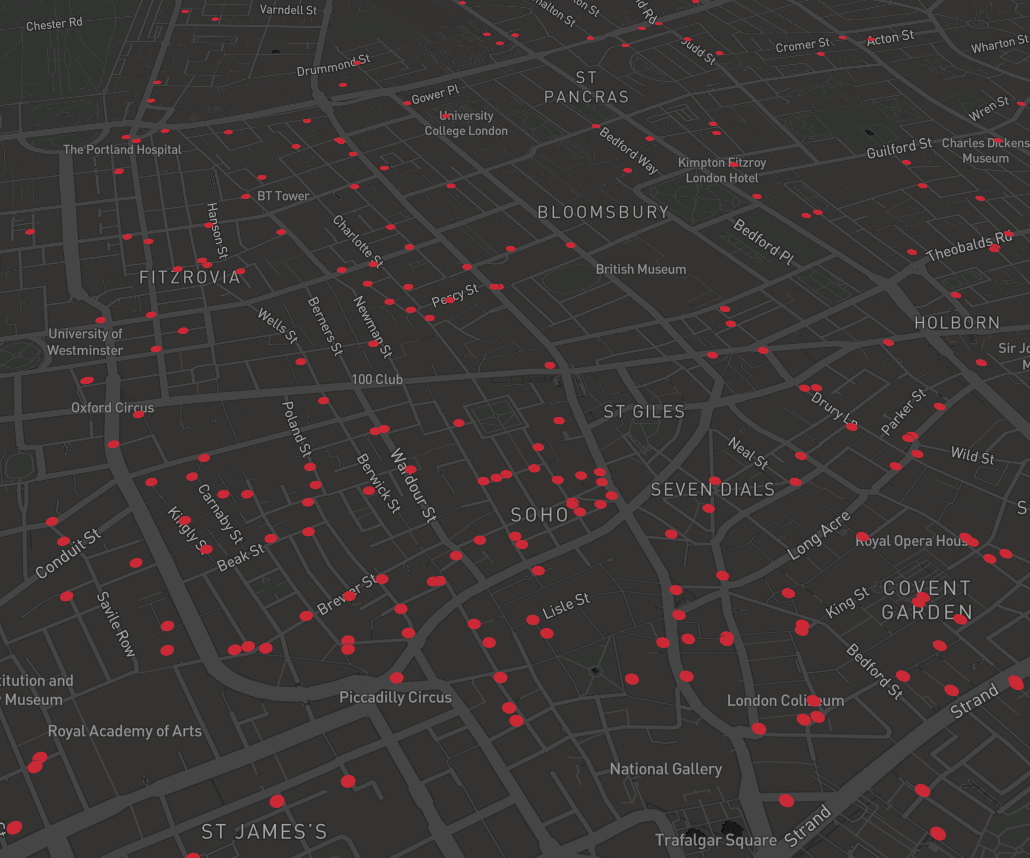 Chester Rd
Varndell St
Judd St
Cromer St
Acton St
Wharton St
Drummond St
ST
PANCRAS
Gower Pl
University
College London
Wren St
The Portland Hospital
Bedford Way
Kimpton Fitzroy
London Hotel
Guilford St
Charles Dickens
Museum
BT Tower
Hanson St
Charlotte St
BLOOMSBURY
Bedford Pl
Theobalds Rd
FITZROVIA
British Museum
Percy St
Wells St
Berners St
Newman St
HOLBORN
University of
Westminster
Sir Jo
M
100 Club
Oxford Circus
Poland St
ST GILES
Drury Ln
Parker St
Wardour St
Berwick St
Neal St
Wild St
Carnaby St
Kingly S
SOHO
SEVEN DIALS
S
Conduit St
Beak St
Long Acre
Royal Opera Hous
Brewer St
Lisle St
King St
COVENT
GARDEN
Savile Row
Bedford St
titution and
Museum
Piccadilly Circus
London Coliseum
Strand
Royal Academy of Arts
National Gallery
ST JAMES'S
Trafalgar Square
Strand